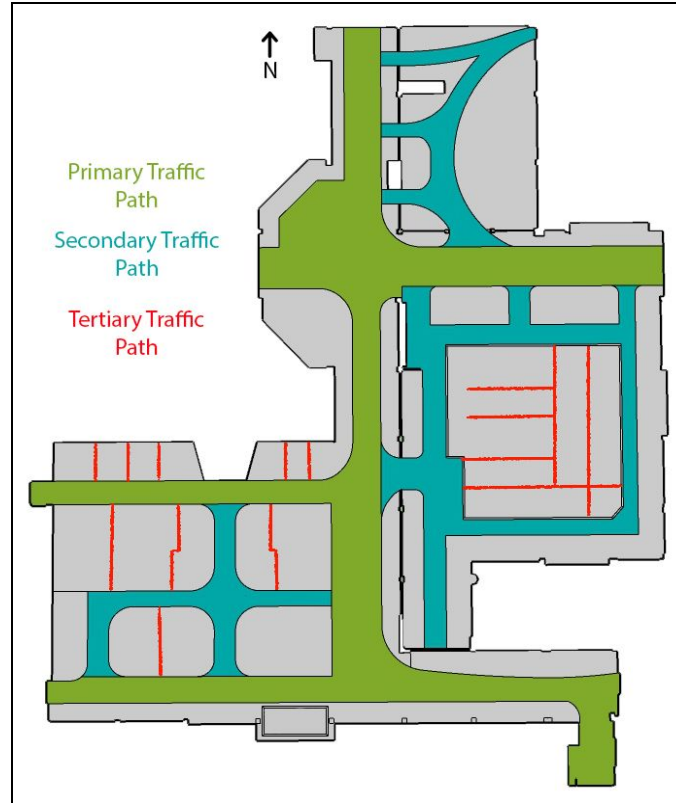 N
Primary Traffic
Path
Secondary Traffic
Path
Tertiary Traffic
Path